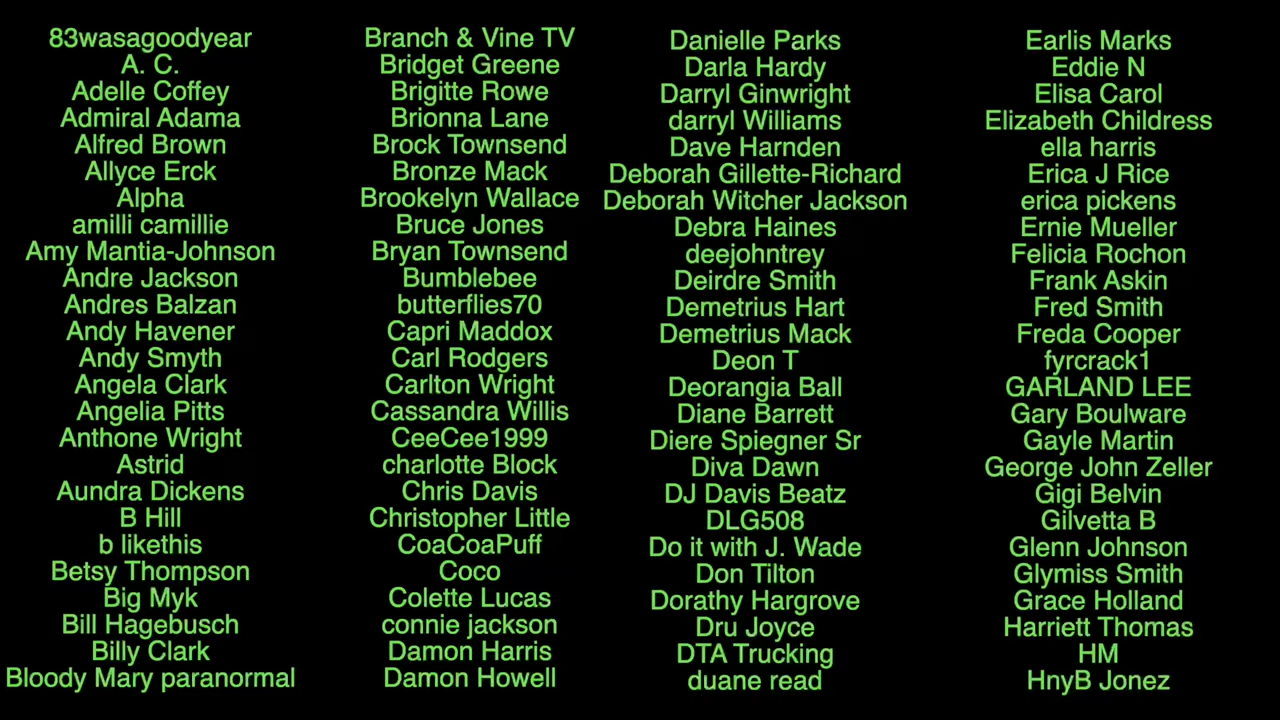 83wasagoodyear
A. C.
Adelle Coffey
Admiral Adama
Alfred Brown
Allyce Erck
Alpha
amilli camillie
Amy Mantia-Johnson
Andre Jackson
Andres Balzan
Andy Havener
Andy Smyth
Angela Clark
Angelia Pitts
Anthone Wright
Astrid
Aundra Dickens
B Hill
b likethis
Betsy Thompson
Big Myk
Bill Hagebusch
Billy Clark
Bloody Mary paranormal
Branch & Vine TV
Bridget Greene
Brigitte Rowe
Brionna Lane
Brock Townsend
Bronze Mack
Brookelyn Wallace
Bruce Jones
Bryan Townsend
Bumblebee
butterflies70
Capri Maddox
Carl Rodgers
Carlton Wright
Cassandra Willis
CeeCee1999
charlotte Block
Chris Davis
Christopher Little
CoaCoaPuff
Coco
Colette Lucas
connie jackson
Damon Harris
Damon Howell
Danielle Parks
Darla Hardy
Darryl Ginwright
darryl Williams
Dave Harnden
Deborah Gillette-Richard
Deborah Witcher Jackson
Debra Haines
deejohntrey
Deirdre Smith
Demetrius Hart
Demetrius Mack
Deon T
Deorangia Ball
Diane Barrett
Diere Spiegner Sr
Diva Dawn
DJ Davis Beatz
DLG508
Do it with J. Wade
Don Tilton
Dorathy Hargrove
Dru Joyce
DTA Trucking
duane read
Earlis Marks
Eddie N
Elisa Carol
Elizabeth Childress
ella harris
Erica J Rice
erica pickens
Ernie Mueller
Felicia Rochon
Frank Askin
Fred Smith
Freda Cooper
fyrcrack1
GARLAND LEE
Gary Boulware
Gayle Martin
George John Zeller
Gigi Belvin
Gilvetta B
Glenn Johnson
Glymiss Smith
Grace Holland
Harriett Thomas
HM
HnyB Jonez